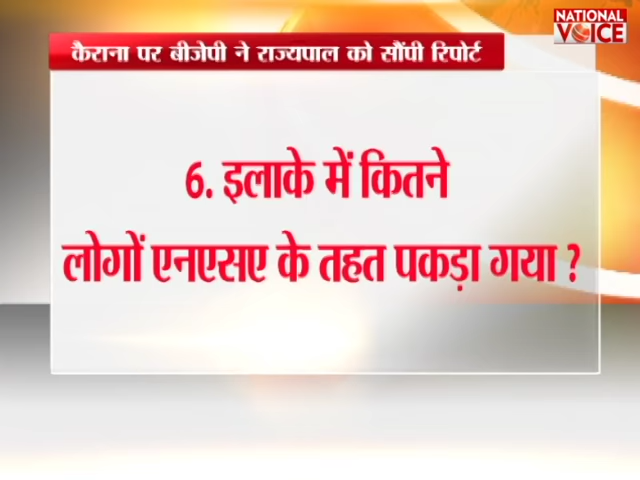 NATIONAL
VOICE
कैराना पर बीजेपी ने राज्यपाल को सौंपी रिपोर्ट
6. इलाके में कितने
लोगों एनएसए के तहत पकड़ा गया ?